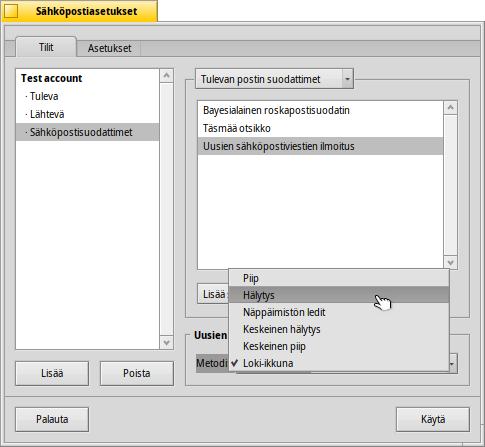 Sähköpostiasetukset
Tilit
Asetukset
Test account
· Tuleva
· Lähtevä
· Sähköpostisuodattimet
Lisää
Poista
Tulevan postin suodattimet
Bayesialainen roskapostisuodatin
Täsmää otsikko
Uusien sähköpostiviestien ilmoitus
Lisää
Uusien
Metodi
Piip
Hälytys
Näppäimistön ledit
Keskeinen hälytys
Keskeinen piip
Loki-ikkuna
Palauta
Käytä